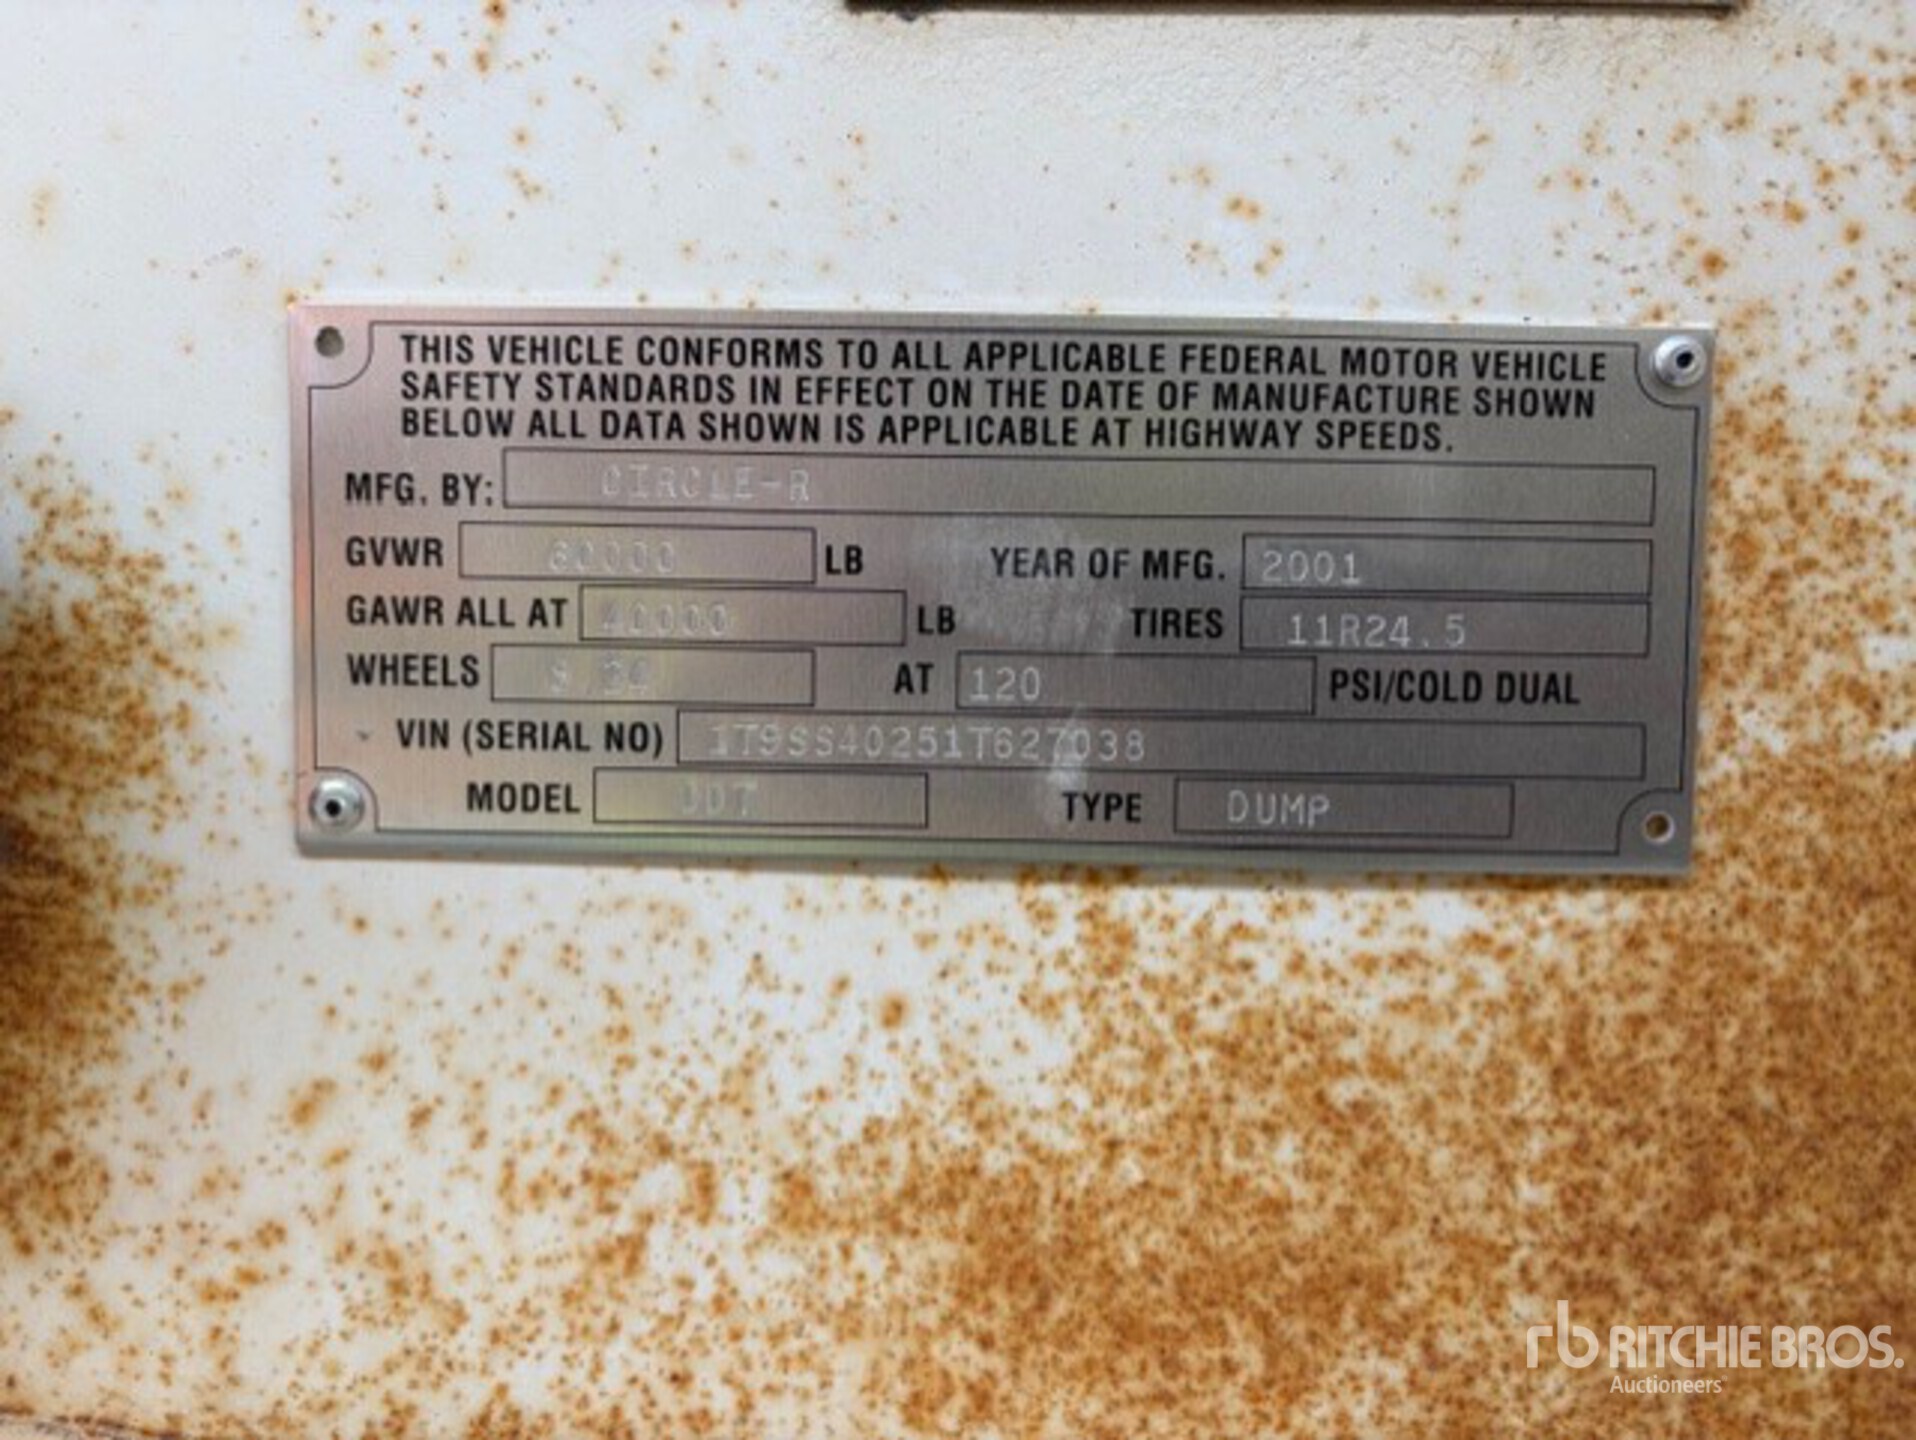 THIS VEHICLE CONFORMS TO ALL APPLICABLE FEDERAL MOTOR VEHICLE
SAFETY STANDARDS IN EFFECT ON THE DATE OF MANUFACTURE SHOWN
BELOW ALL DATA SHOWN IS APPLICABLE AT HIGHWAY SPEEDS.
MFG. BY: CIRCLE-R
GVWR 60000 LB YEAR OF MFG. 2001
GAWR ALL AT 40000 LB TIRES 11R24.5
WHEELS AT 120 PSI/COLD DUAL
VIN (SERIAL NO) 1T9SS40251T627038
MODEL TYPE DUMP
rb RITCHIE BROS.
Auctioneers